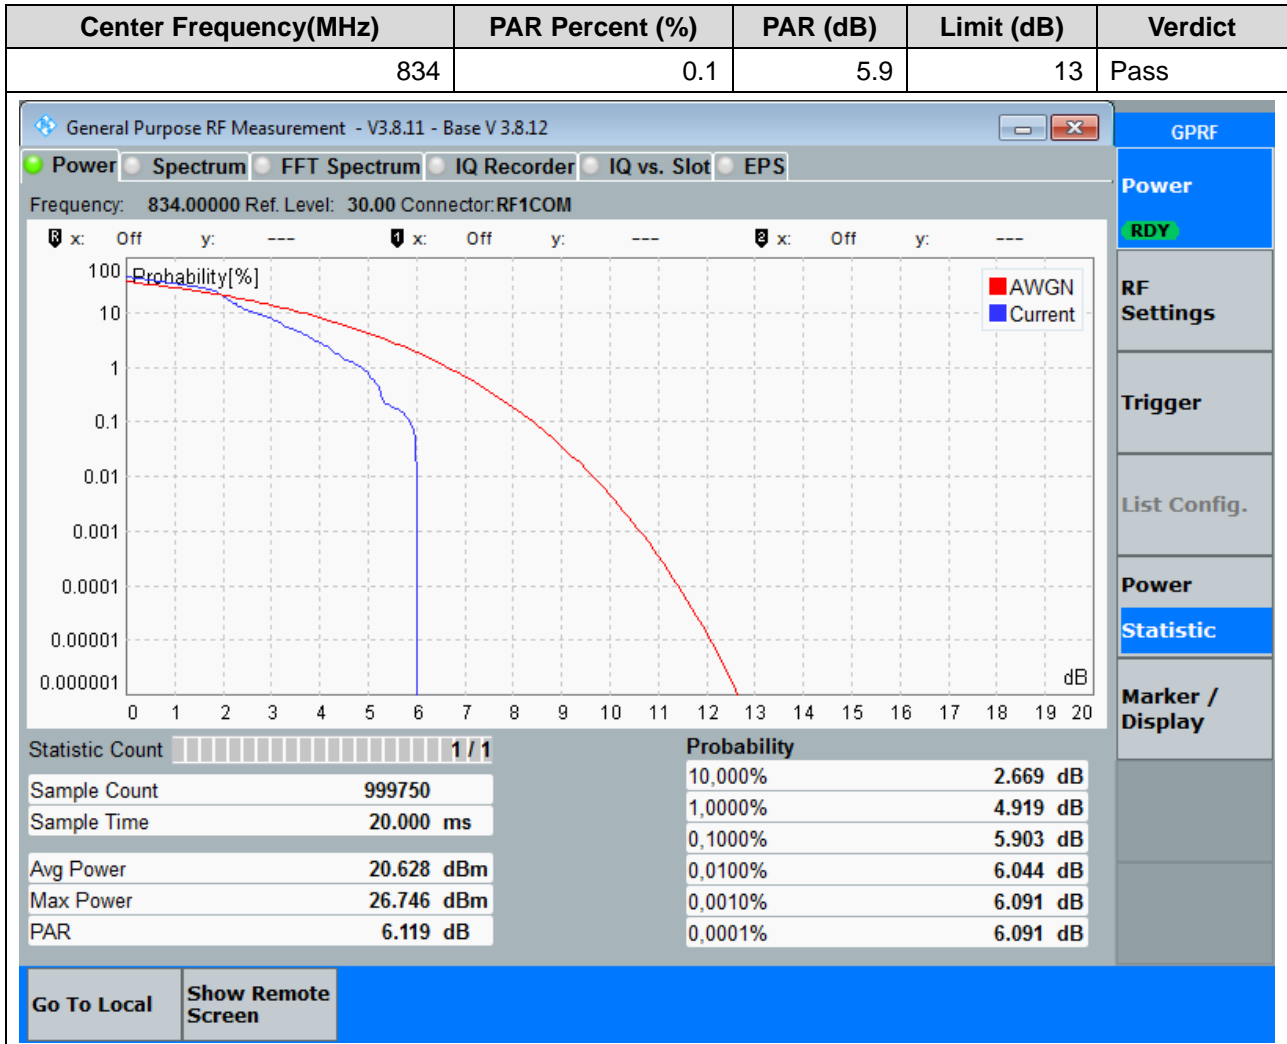 Center Frequency(MHz) PAR Percent (%) PAR (dB) Limit (dB) Verdict
834 0.1 5.9 13 Pass
General Purpose RF Measurement - V3.8.11 - Base V 3.8.12
GPRF
Power Spectrum FFT Spectrum IQ Recorder IQ vs. Slot EPS
Power
RDY
Frequency: 834.00000 Ref. Level: 30.00 Connector: RF1COM
R x: Off y: --- 1 x: Off y: --- 2 x: Off y: ---
Probability[%]
AWGN
Current
100
10
1
0.1
0.01
0.001
0.0001
0.00001
0.000001
dB
0 1 2 3 4 5 6 7 8 9 10 11 12 13 14 15 16 17 18 19 20
RF
Settings
Trigger
List Config.
Power
Statistic
Marker /
Display
Statistic Count 1 / 1
Sample Count 999750
Sample Time 20.000 ms
Avg Power 20.628 dBm
Max Power 26.746 dBm
PAR 6.119 dB
Probability
10,000% 2.669 dB
1,0000% 4.919 dB
0,1000% 5.903 dB
0,0100% 6.044 dB
0,0010% 6.091 dB
0,0001% 6.091 dB
Go To Local
Show Remote
Screen